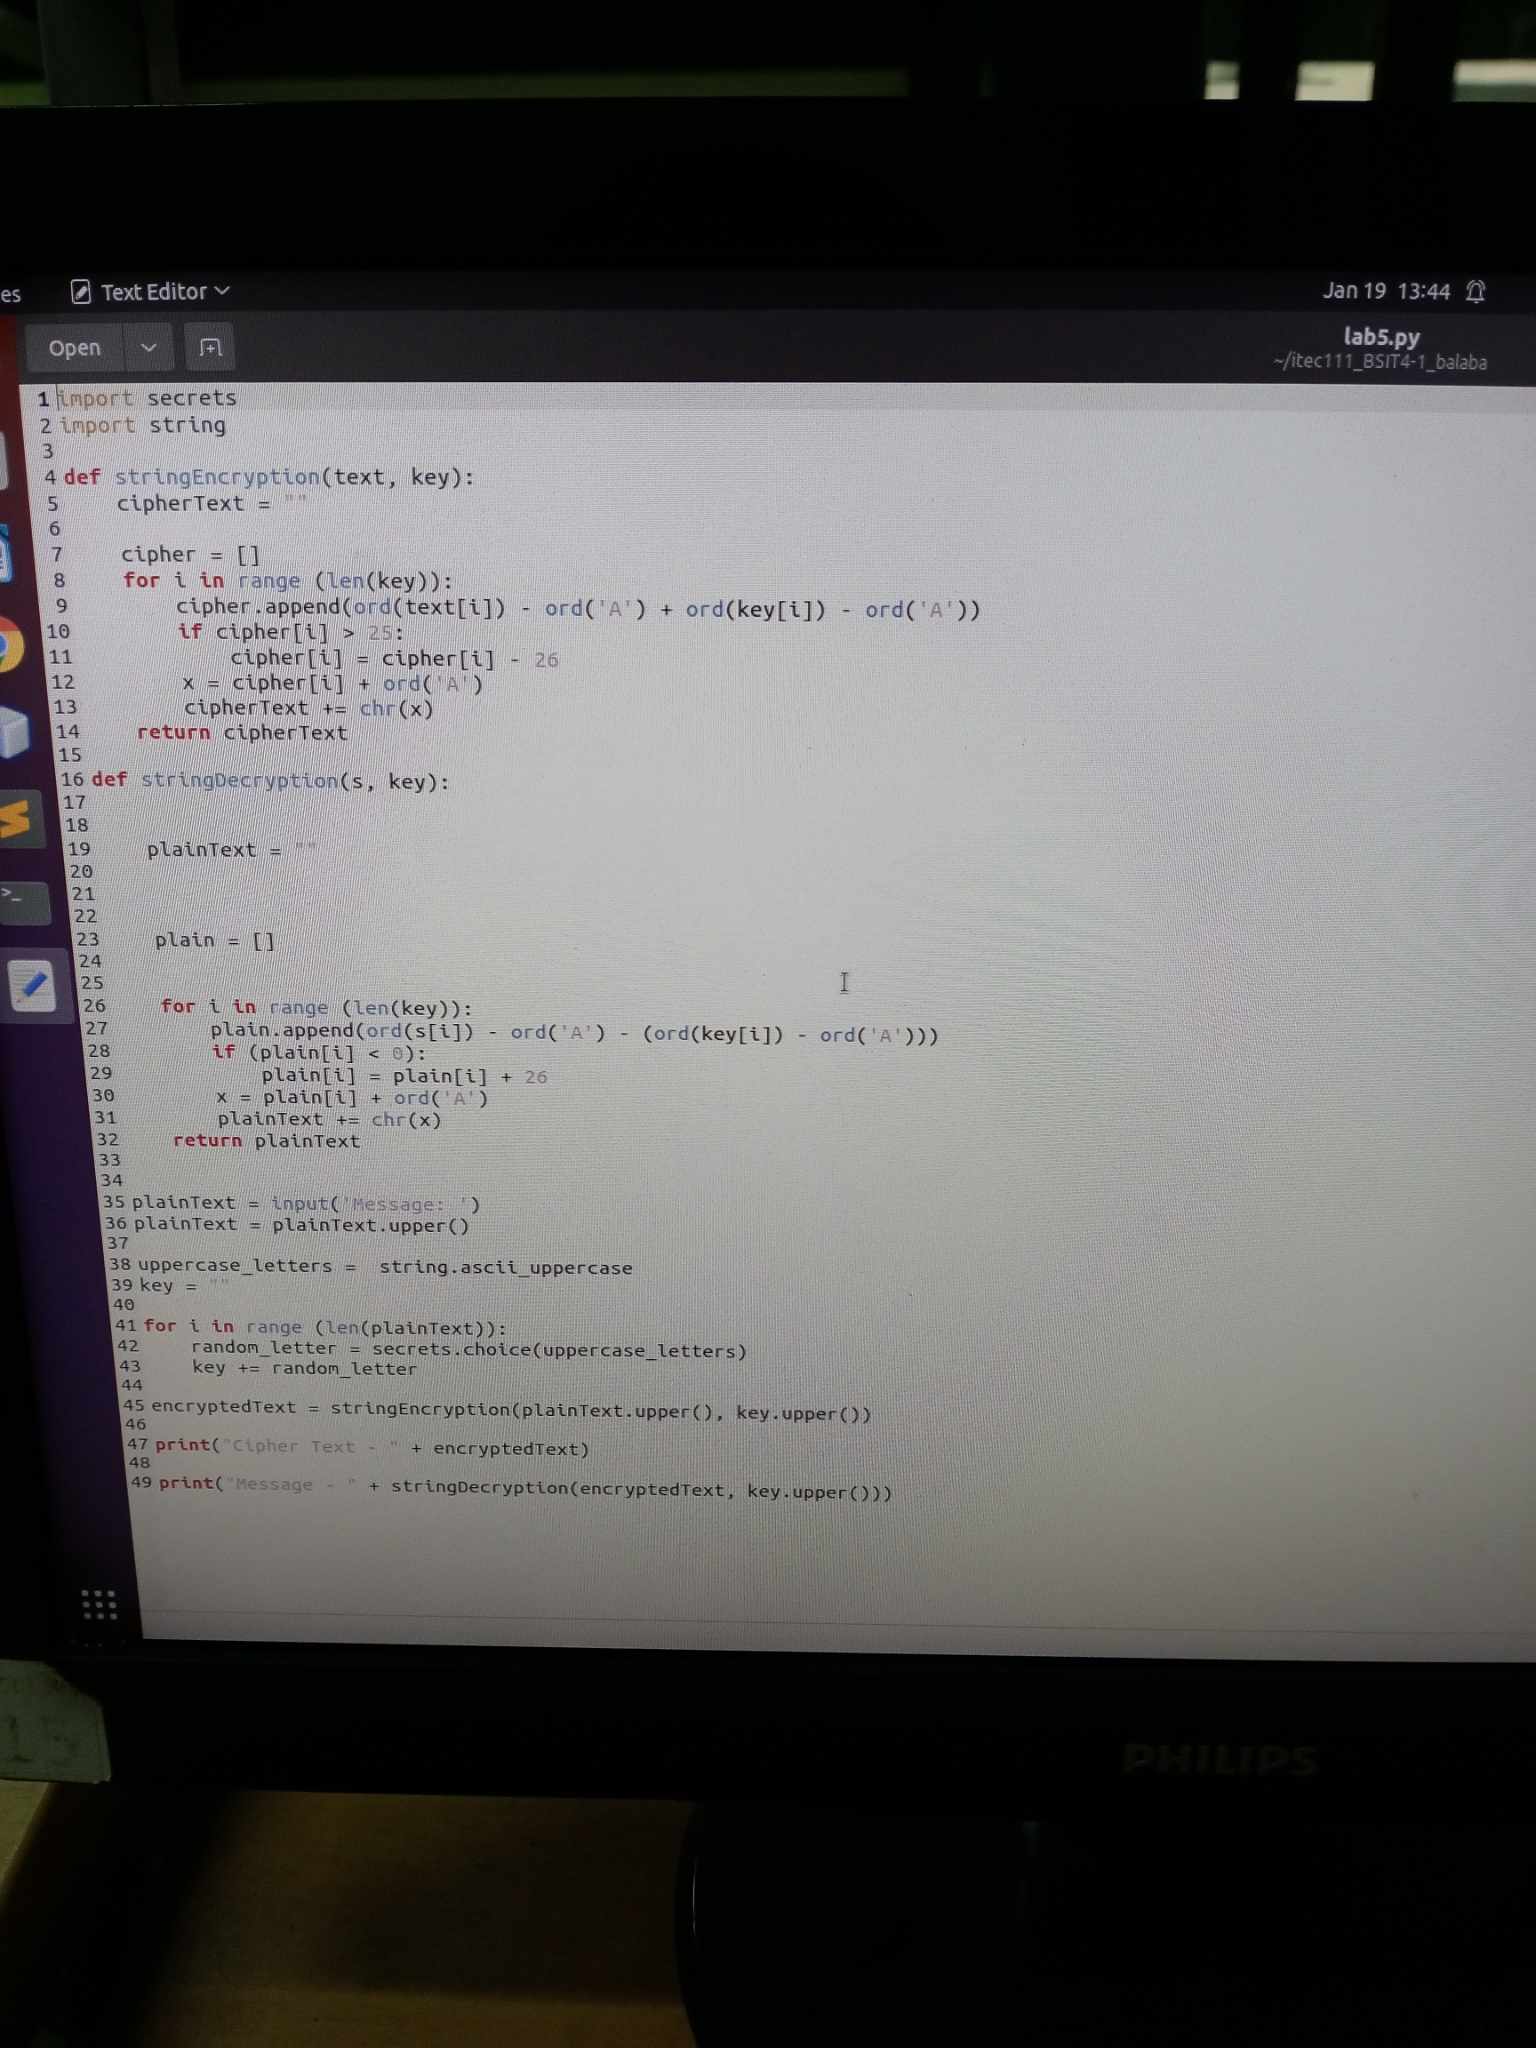 es
Text Editor
Jan 19 13:44
Open
lab5.py
~/itec111_BSIT4-1_balaba
1 import secrets
2 import string
3
4 def stringEncryption(text, key):
5     cipherText = ""
6
7     cipher = []
8     for i in range (len(key)):
9         cipher.append(ord(text[i]) - ord('A') + ord(key[i]) - ord('A'))
10         if cipher[i] > 25:
11             cipher[i] = cipher[i] - 26
12         x = cipher[i] + ord('A')
13         cipherText += chr(x)
14     return cipherText
15
16 def stringDecryption(s, key):
17
18
19     plainText = ""
20
21
22
23     plain = []
24
25
26     for i in range (len(key)):
27         plain.append(ord(s[i]) - ord('A') - (ord(key[i]) - ord('A')))
28         if (plain[i] < 0):
29             plain[i] = plain[i] + 26
30         x = plain[i] + ord('A')
31         plainText += chr(x)
32     return plainText
33
34
35 plainText = input('Message: ')
36 plainText = plainText.upper()
37
38 uppercase_letters =  string.ascii_uppercase
39 key = ""
40
41 for i in range (len(plainText)):
42     random_letter = secrets.choice(uppercase_letters)
43     key += random_letter
44
45 encryptedText = stringEncryption(plainText.upper(), key.upper())
46
47 print("Cipher Text - " + encryptedText)
48
49 print("Message - " + stringDecryption(encryptedText, key.upper()))
PHILIPS